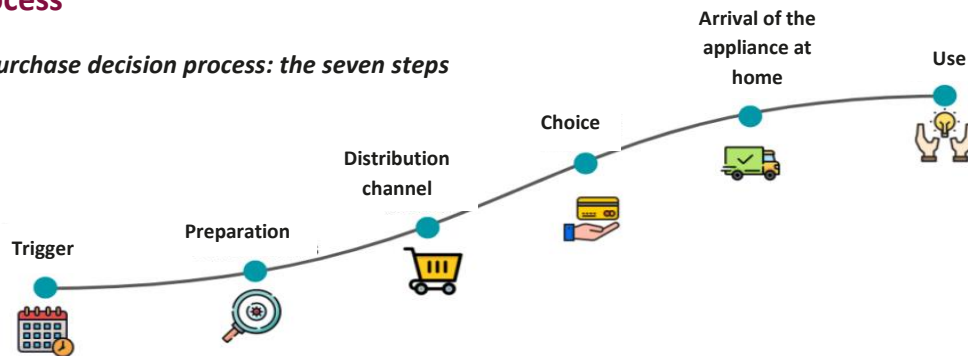 ocess
urchase decision process: the seven steps
Trigger
Preparation
Distribution
channel
Choice
Arrival of the
appliance at
home
Use